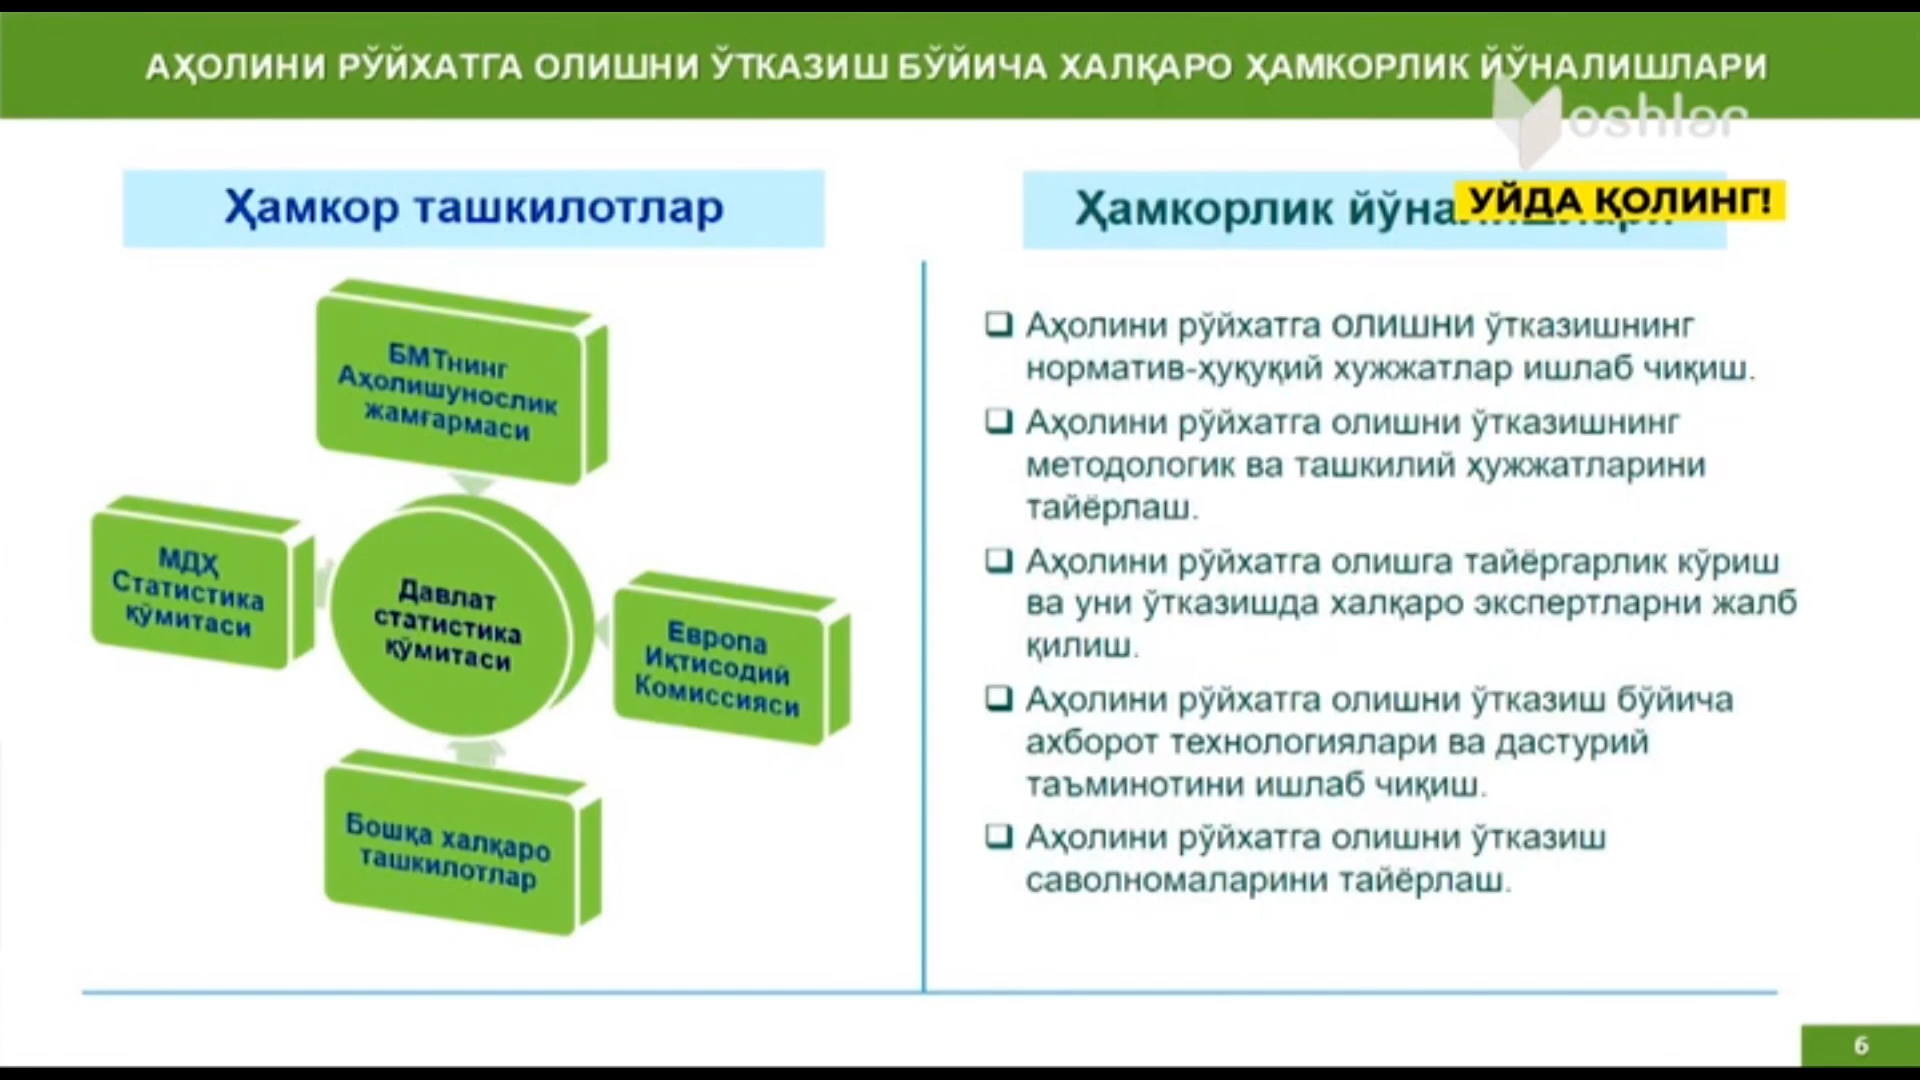 АҲОЛИНИ РЎЙХАТГА ОЛИШНИ ЎТКАЗИШ БЎЙИЧА ХАЛҚАРО ҲАМКОРЛИК ЙЎНАЛИШЛАРИ
oshlar
Ҳамкор ташкилотлар
БМТнинг
Аҳолишунослик
жамғармаси
МДҲ
Статистика
қўмитаси
Давлат
статистика
қўмитаси
Европа
Иқтисодий
Комиссияси
Бошқа халқаро
ташкилотлар
Ҳамкорлик
УЙДА ҚОЛИНГ!
Аҳолини рўйхатга ОЛИШНИ ўтказишнинг
норматив-ҳуқуқий хужжатлар ишлаб чиқиш.
Аҳолини рўйхатга олишни ўтказишнинг
методологик ва ташкилий ҳужжатларини
тайёрлаш.
Аҳолини рўйхатга олишга тайёргарлик кўриш
ва уни ўтказишда халқаро экспертларни жалб
қилиш.
Аҳолини рўйхатга олишни ўтказиш бўйича
ахборот технологиялари ва дастурий
таъминотини ишлаб чиқиш.
Аҳолини рўйхатга олишни ўтказиш
саволномаларини тайёрлаш.
6